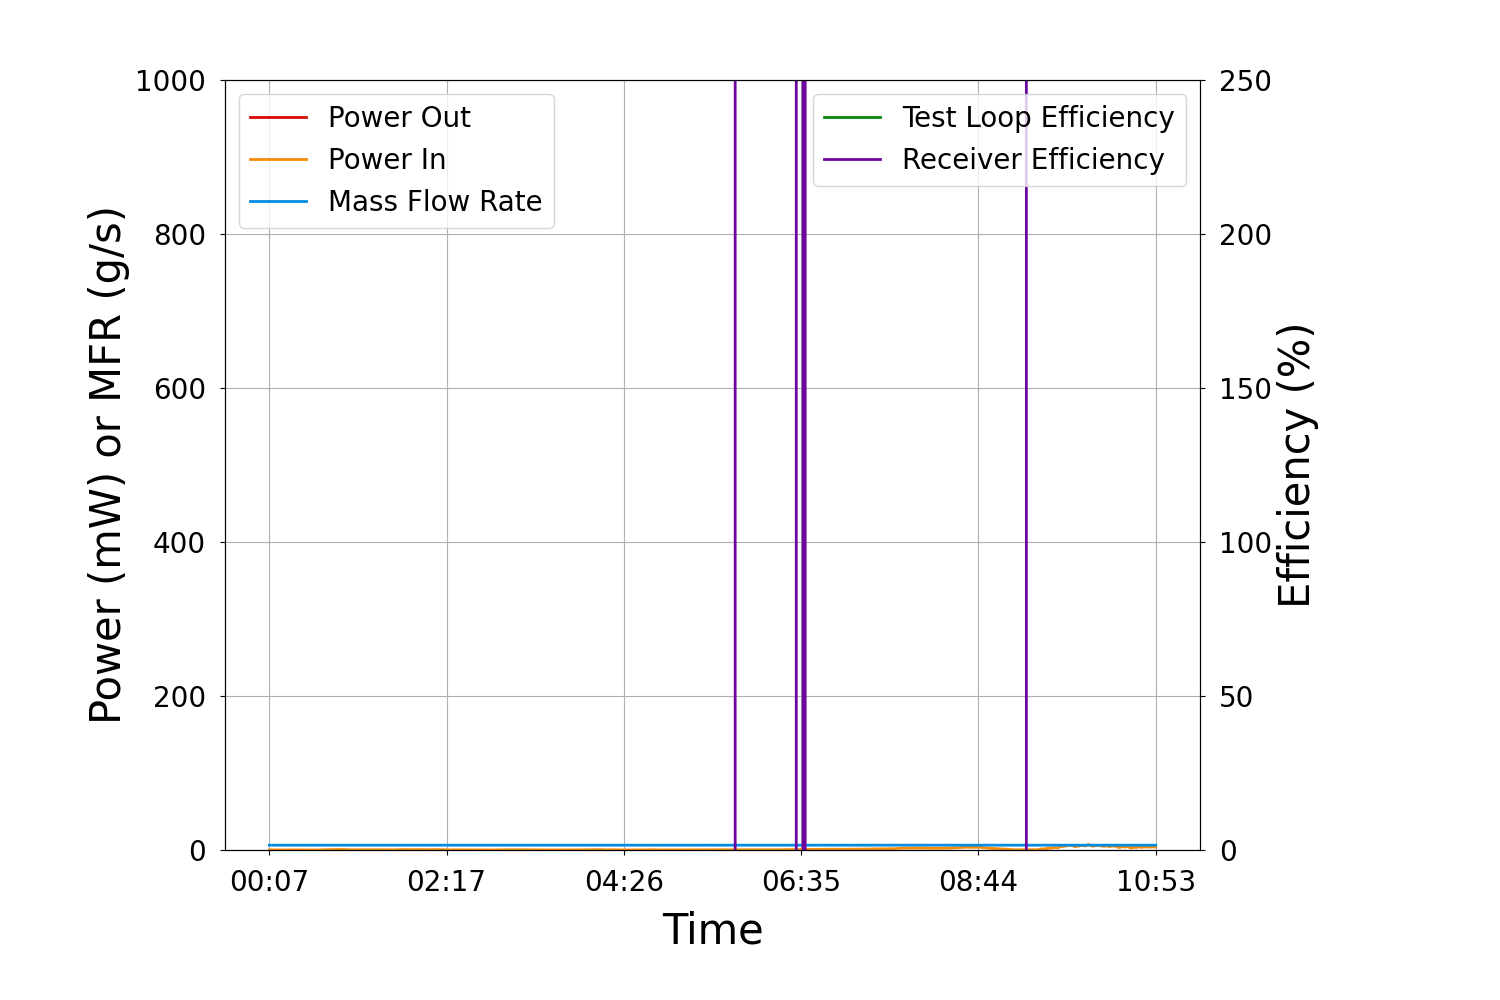 1000
800
600
400
200
0
Power (mW) or MFR (g/s)
Power Out
Power In
Mass Flow Rate
Test Loop Efficiency
Receiver Efficiency
250
200
150
100
50
0
Efficiency (%)
00:07
02:17
04:26
06:35
08:44
10:53
Time